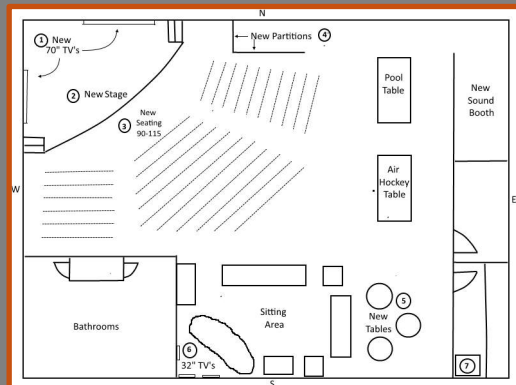 N
1 New
70" TV's
New Partitions 4
2 New Stage
3 New
Seating
90-115
Pool
Table
New
Sound
Booth
Air
Hockey
Table
W
E
Bathrooms
Sitting
Area
5
New
Tables
6
32" TV's
7
S